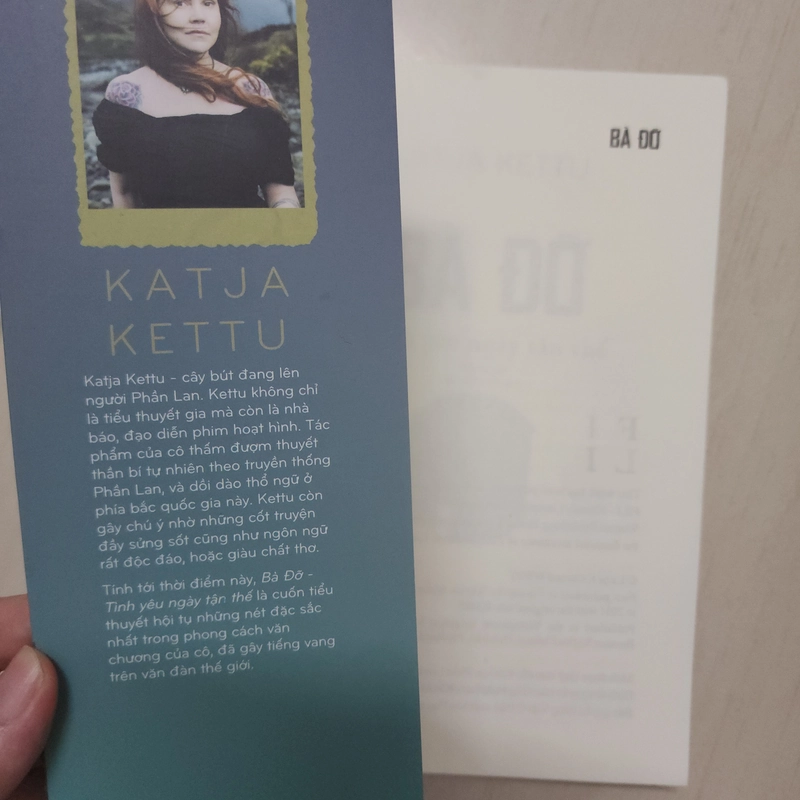 KATJA
KETTU
Katja Kettu - cây bút đang lên
người Phần Lan. Kettu không chỉ
là tiểu thuyết gia mà còn là nhà
báo, đạo diễn phim hoạt hình. Tác
phẩm của cô thấm đượm thuyết
thần bí tự nhiên theo truyền thống
Phần Lan, và dồi dào thổ ngữ ở
phía bắc quốc gia này. Kettu còn
gây chú ý nhờ những cốt truyện
đầy sửng sốt cũng như ngôn ngữ
rất độc đáo, hoặc giàu chất thơ.
Tính tới thời điểm này, Bà Đỡ -
Tình yêu ngày tận thế là cuốn tiểu
thuyết hội tụ những nét đặc sắc
nhất trong phong cách văn
chương của cô, đã gây tiếng vang
trên văn đàn thế giới.
BÀ ĐỠ